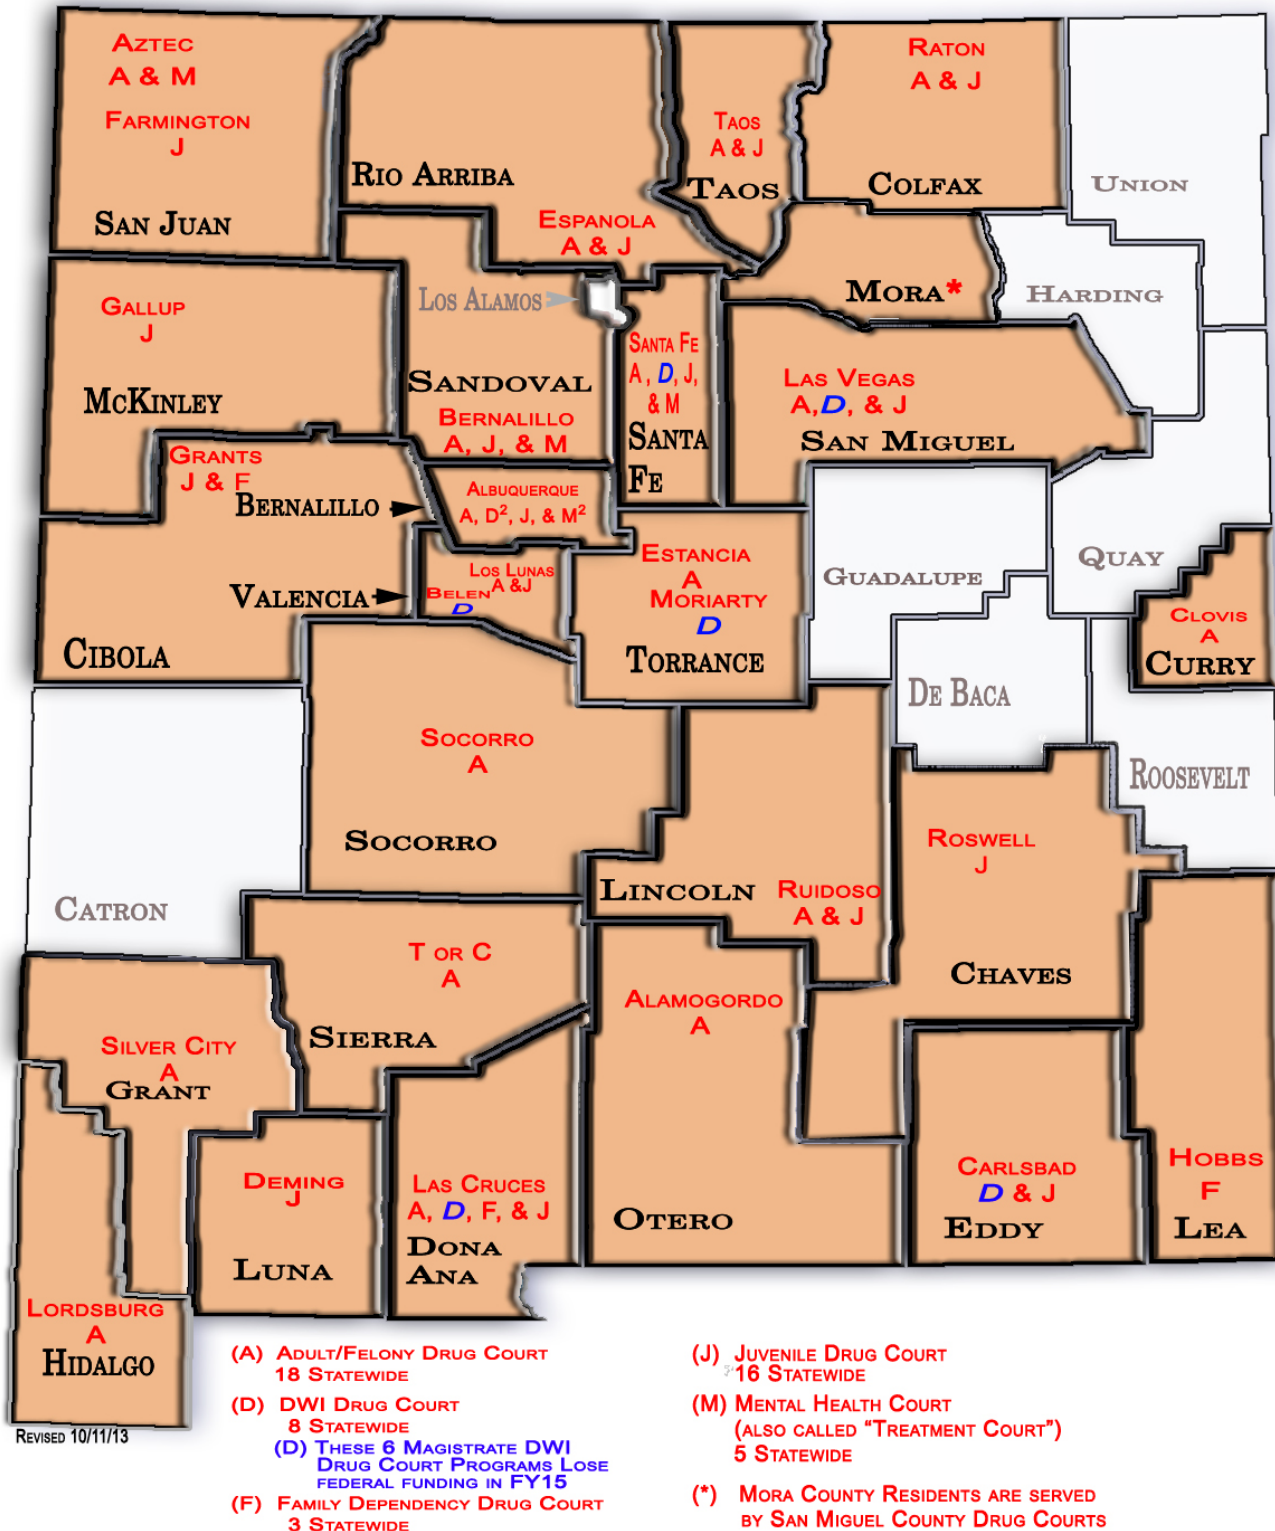 Aztec
A & M
Farmington
J
San Juan
Rio Arriba
Espanola
A & J
Taos
A & J
Taos
Raton
A & J
Colfax
Union
Gallup
J
McKinley
Los Alamos
Sandoval
Bernalillo
A, J, & M
Santa Fe
A, D, J,
& M
Santa
Fe
Mora*
Harding
Las Vegas
A,D, & J
San Miguel
Grants
J & F
Bernalillo
Albuquerque
A, D², J, & M²
Valencia
Los Lunas
A &J
Belen
D
Cibola
Estancia
A
Moriarty
D
Torrance
Guadalupe
Quay
Clovis
A
Curry
De Baca
Roosevelt
Socorro
A
Socorro
Catron
Lincoln
Ruidoso
A & J
Roswell
J
Chaves
T or C
A
Sierra
Alamogordo
A
Otero
Silver City
A
Grant
Deming
J
Luna
Las Cruces
A, D, F, & J
Dona
Ana
Carlsbad
D & J
Eddy
Hobbs
F
Lea
Lordsburg
A
Hidalgo
Revised 10/11/13
(A) Adult/Felony Drug Court
18 Statewide
(D) DWI Drug Court
8 Statewide
(D) These 6 Magistrate DWI
Drug Court Programs Lose
federal funding in FY15
(F) Family Dependency Drug Court
3 Statewide
(J) Juvenile Drug Court
16 Statewide
(M) Mental Health Court
(also called "Treatment Court")
5 Statewide
(*) Mora County Residents are served
by San Miguel County Drug Courts